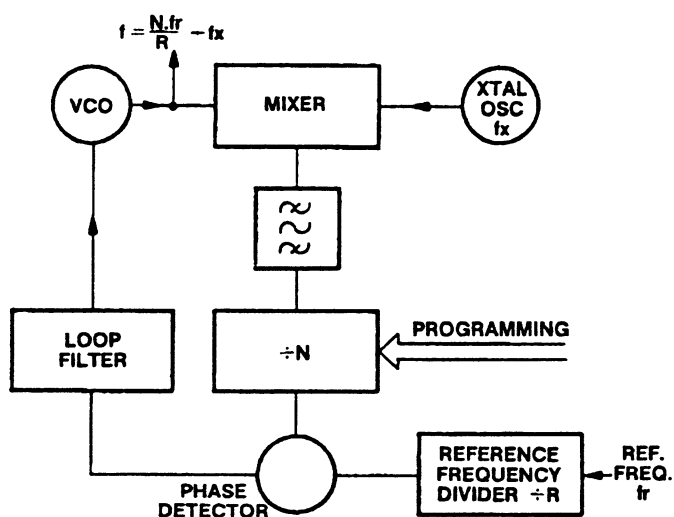 f = N.fr/R – fx
VCO
MIXER
XTAL
OSC
fx
LOOP
FILTER
÷N
PROGRAMMING
PHASE
DETECTOR
REFERENCE
FREQUENCY
DIVIDER ÷R
REF.
FREQ.
fr